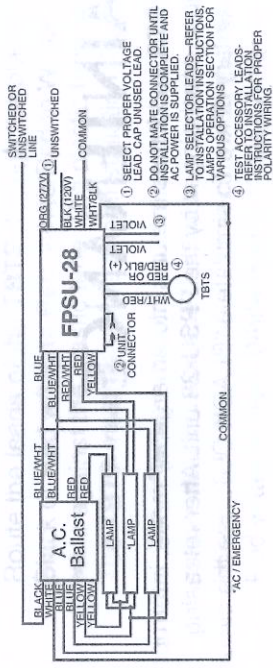 SWITCHED OR
UNSWITCHED
LINE
① UNSWITCHED
COMMON
ORG (277V)
BLK (120V)
WHITE
WHT/BLK
FPSU-28
BLUE
BLUE/WHT
RED/WHT
RED
YELLOW
VIOLET
VIOLET
③
RED/BLK (+)
RED OR
④
WHT/RED
TBTS
② UNIT
CONNECTOR
BLUE/WHT
BLUE/WHT
RED
RED
A.C.
Ballast
BLACK
WHITE
BLUE
BLUE
YELLOW
YELLOW
LAMP
*LAMP
LAMP
COMMON
*AC / EMERGENCY
① SELECT PROPER VOLTAGE
LEAD. CAP UNUSED LEAD.
② DO NOT MATE CONNECTOR UNTIL
INSTALLATION IS COMPLETE AND
AC POWER IS SUPPLIED.
③ LAMP SELECTOR LEADS—REFER
TO INSTALLATION INSTRUCTIONS,
LAMPS OPERATION SECTION FOR
VARIOUS OPTIONS
④ TEST ACCESSORY LEADS-
REFER TO INSTALLATION
INSTRUCTIONS FOR PROPER
POLARITY WIRING.